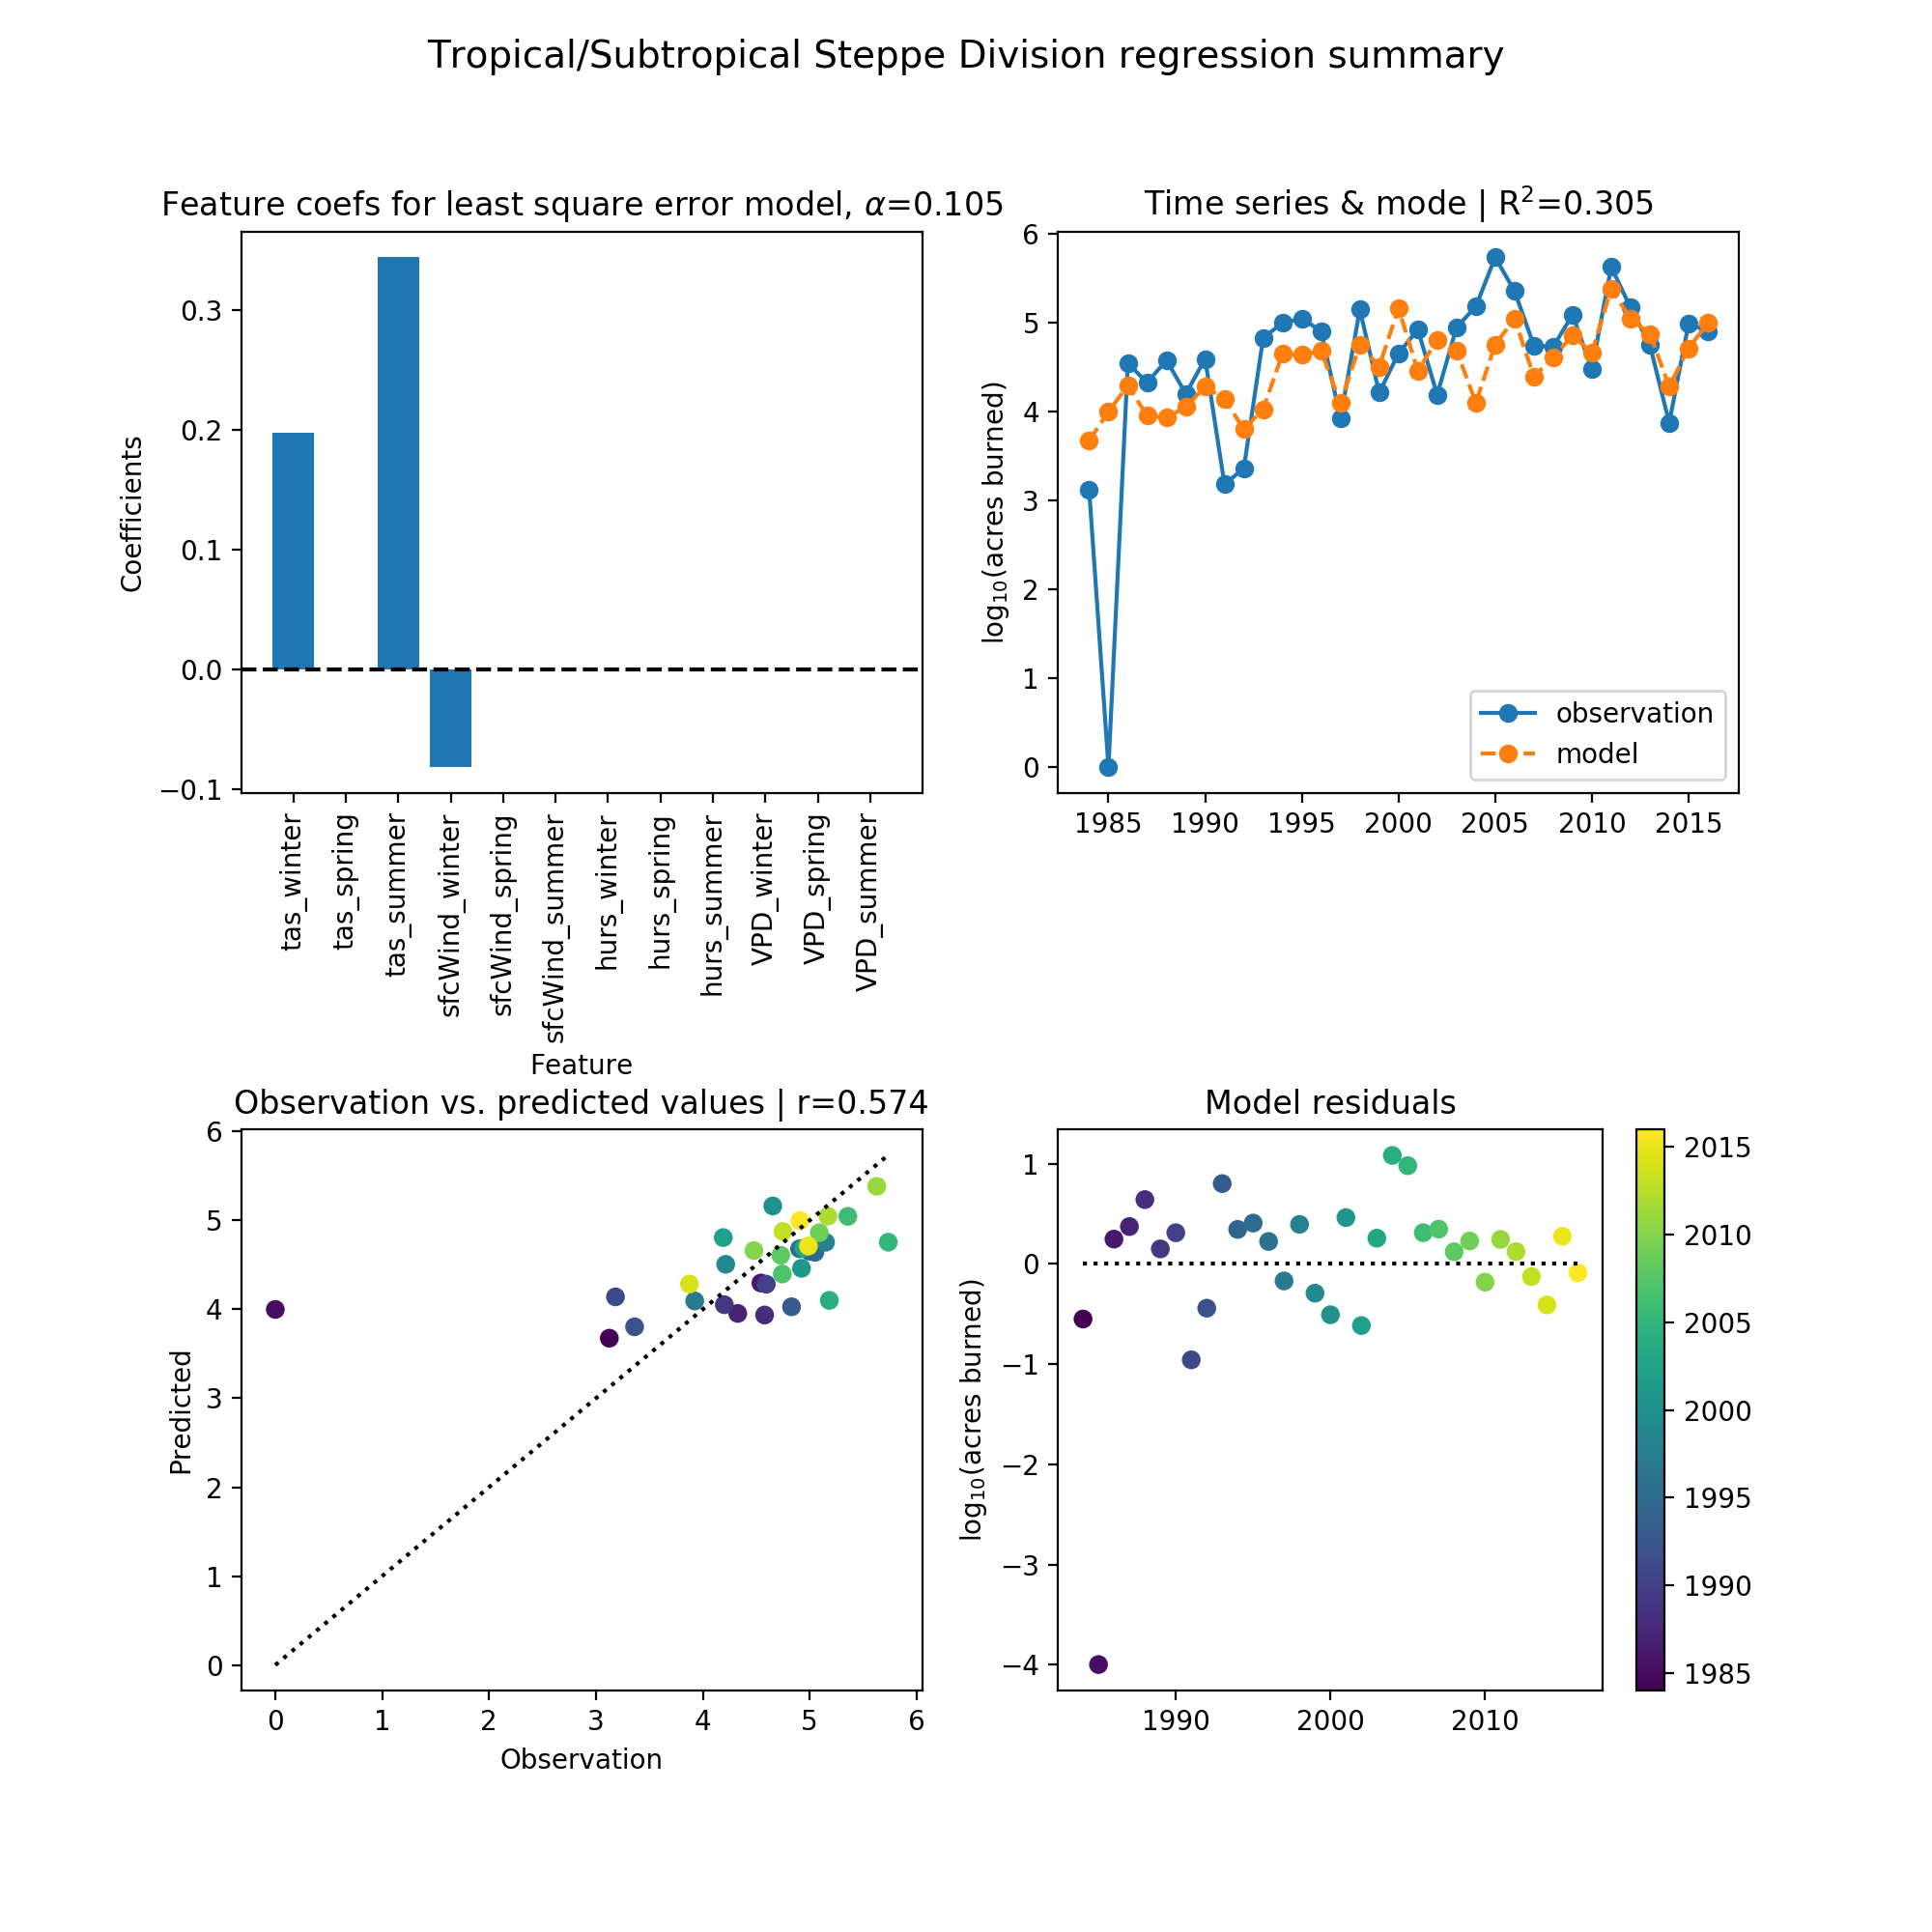 Tropical/Subtropical Steppe Division regression summary
Feature coefs for least square error model, α=0.105
0.3
0.2
0.1
0.0
−0.1
Coefficients
tas_winter
tas_spring
tas_summer
sfcWind_winter
sfcWind_spring
sfcWind_summer
hurs_winter
hurs_spring
hurs_summer
VPD_winter
VPD_spring
VPD_summer
Feature
Time series & mode | R²=0.305
6
5
4
3
2
1
0
log₁₀(acres burned)
observation
model
1985 1990 1995 2000 2005 2010 2015
Observation vs. predicted values | r=0.574
6
5
4
3
2
1
0
Predicted
0 1 2 3 4 5 6
Observation
Model residuals
1
0
−1
−2
−3
−4
log₁₀(acres burned)
1990 2000 2010
2015
2010
2005
2000
1995
1990
1985